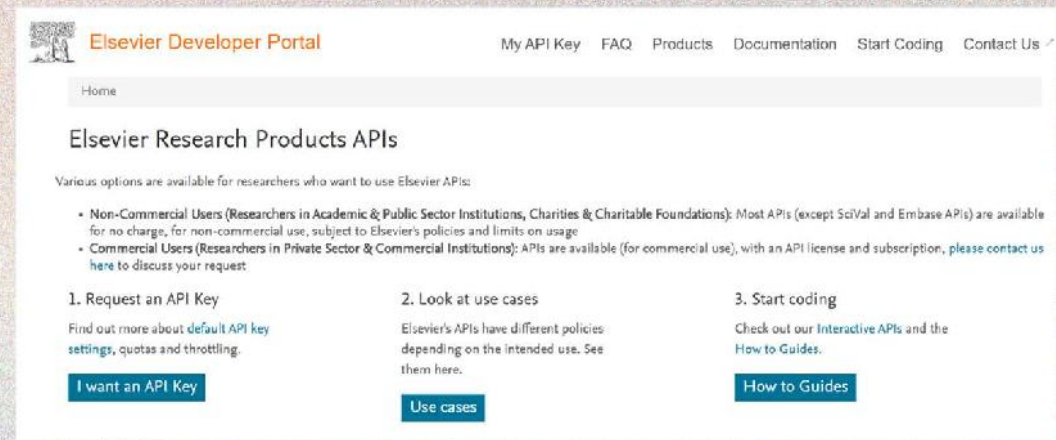 Elsevier Developer Portal
My API Key FAQ Products Documentation Start Coding Contact Us
Home
Elsevier Research Products APIs
Various options are available for researchers who want to use Elsevier APIs:
• Non-Commercial Users (Researchers in Academic & Public Sector Institutions, Charities & Charitable Foundations): Most APIs (except SciVal and Embase APIs) are available
for no charge, for non-commercial use, subject to Elsevier's policies and limits on usage
• Commercial Users (Researchers in Private Sector & Commercial Institutions): APIs are available (for commercial use), with an API license and subscription, please contact us
here to discuss your request
1. Request an API Key
Find out more about default API key
settings, quotas and throttling.
I want an API Key
2. Look at use cases
Elsevier's APIs have different policies
depending on the intended use. See
them here.
Use cases
3. Start coding
Check out our Interactive APIs and the
How to Guides.
How to Guides